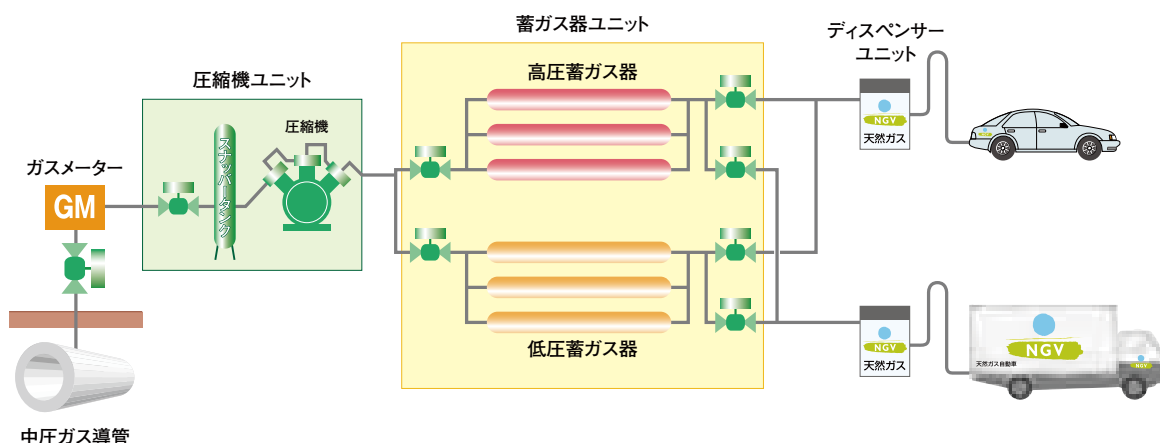 蓄ガス器ユニット
ディスペンサー
ユニット
圧縮機ユニット
高圧蓄ガス器
圧縮機
スナッバータンク
ガスメーター
GM
NGV
天然ガス
低圧蓄ガス器
NGV
天然ガス
NGV
天然ガス自動車
NGV
中圧ガス導管